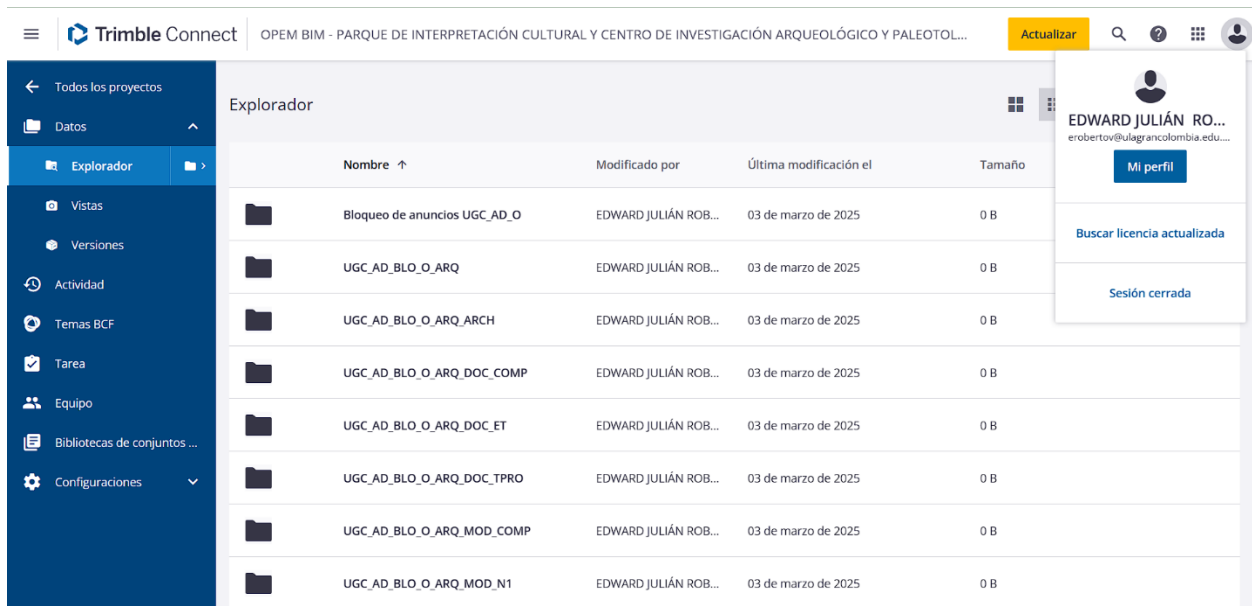 Trimble Connect
OPEM BIM - PARQUE DE INTERPRETACIÓN CULTURAL Y CENTRO DE INVESTIGACIÓN ARQUEOLÓGICO Y PALEOTOL...
Actualizar
Todos los proyectos
Datos
Explorador
Vistas
Versiones
Actividad
Temas BCF
Tarea
Equipo
Bibliotecas de conjuntos ...
Configuraciones
Explorador
Nombre Modificado por Última modificación el Tamaño
Bloqueo de anuncios UGC_AD_O EDWARD JULIÁN ROB... 03 de marzo de 2025 0 B
UGC_AD_BLO_O_ARQ EDWARD JULIÁN ROB... 03 de marzo de 2025 0 B
UGC_AD_BLO_O_ARQ_ARCH EDWARD JULIÁN ROB... 03 de marzo de 2025 0 B
UGC_AD_BLO_O_ARQ_DOC_COMP EDWARD JULIÁN ROB... 03 de marzo de 2025 0 B
UGC_AD_BLO_O_ARQ_DOC_ET EDWARD JULIÁN ROB... 03 de marzo de 2025 0 B
UGC_AD_BLO_O_ARQ_DOC_TPRO EDWARD JULIÁN ROB... 03 de marzo de 2025 0 B
UGC_AD_BLO_O_ARQ_MOD_COMP EDWARD JULIÁN ROB... 03 de marzo de 2025 0 B
UGC_AD_BLO_O_ARQ_MOD_N1 EDWARD JULIÁN ROB... 03 de marzo de 2025 0 B
EDWARD JULIÁN RO...
erobertov@ulagrancolombia.edu....
Mi perfil
Buscar licencia actualizada
Sesión cerrada